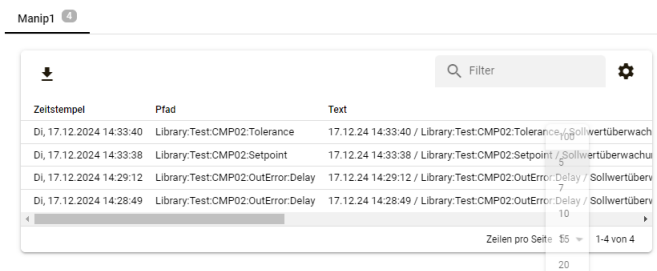 Manip1 4
Filter
Zeitstempel Pfad Text
Di, 17.12.2024 14:33:40 Library:Test:CMP02:Tolerance 17.12.24 14:33:40 / Library:Test:CMP02:Tolerance / Sollwertüberwach
Di, 17.12.2024 14:33:38 Library:Test:CMP02:Setpoint 17.12.24 14:33:38 / Library:Test:CMP02:Setpoint / Sollwertüberwachu
Di, 17.12.2024 14:29:12 Library:Test:CMP02:OutError:Delay 17.12.24 14:29:12 / Library:Test:CMP02:OutError:Delay / Sollwertüberw
Di, 17.12.2024 14:28:49 Library:Test:CMP02:OutError:Delay 17.12.24 14:28:49 / Library:Test:CMP02:OutError:Delay / Sollwertüberw
Zeilen pro Seite 5 1-4 von 4
100
5
7
10
15
20